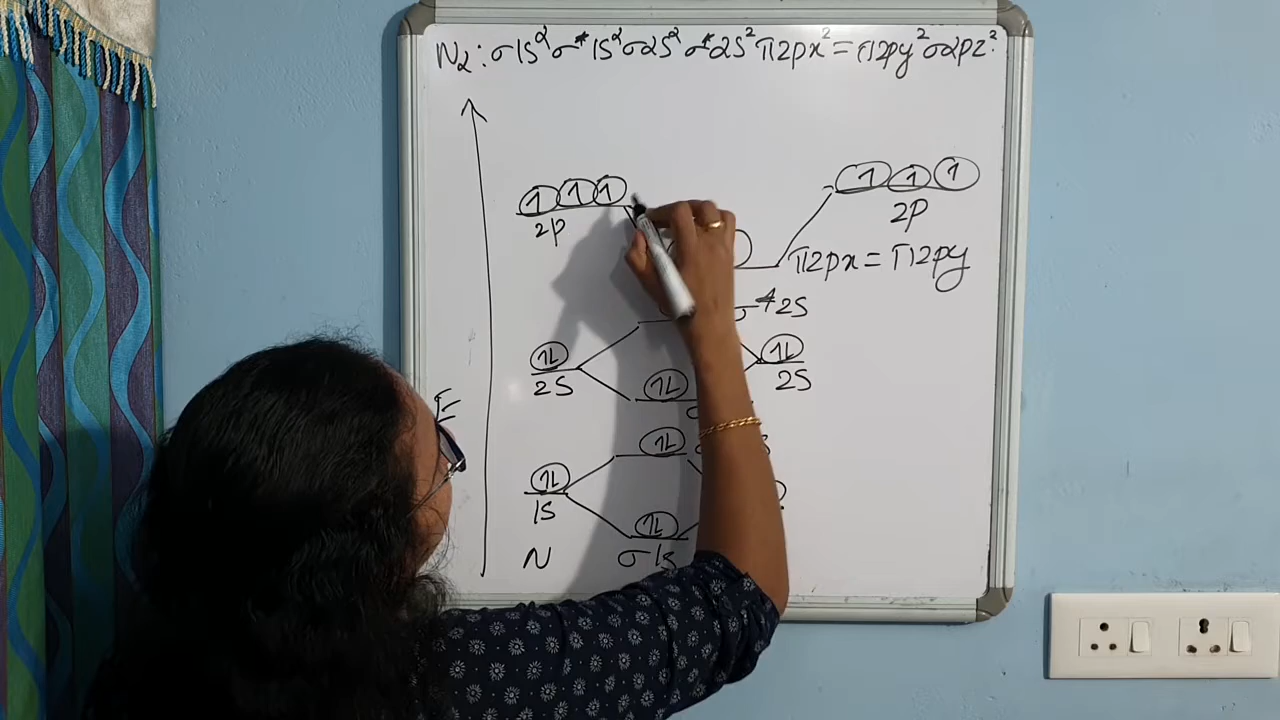 N2 : σ1s² σ*1s² σ2s² σ*2s² π2px² = π2py² σ2pz²
↿ ↿ ↿
2p
↿ ↿ ↿
2p
π2px = π2py
σ*2s
↿⇂
2s
↿⇂
↿⇂
2s
E
↿⇂
↿⇂
1s
↿⇂
N
σ1s